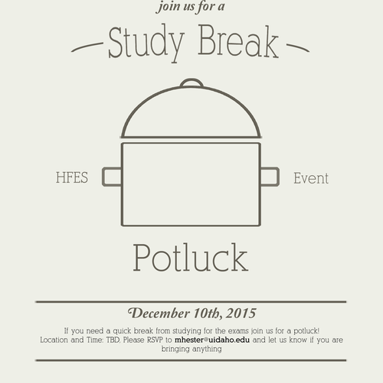 join us for a
Study Break
HFES
Event
Potluck
December 10th, 2015
If you need a quick break from studying for the exams join us for a potluck!
Location and Time: TBD. Please RSVP to mhester@uidaho.edu and let us know if you are
bringing anything